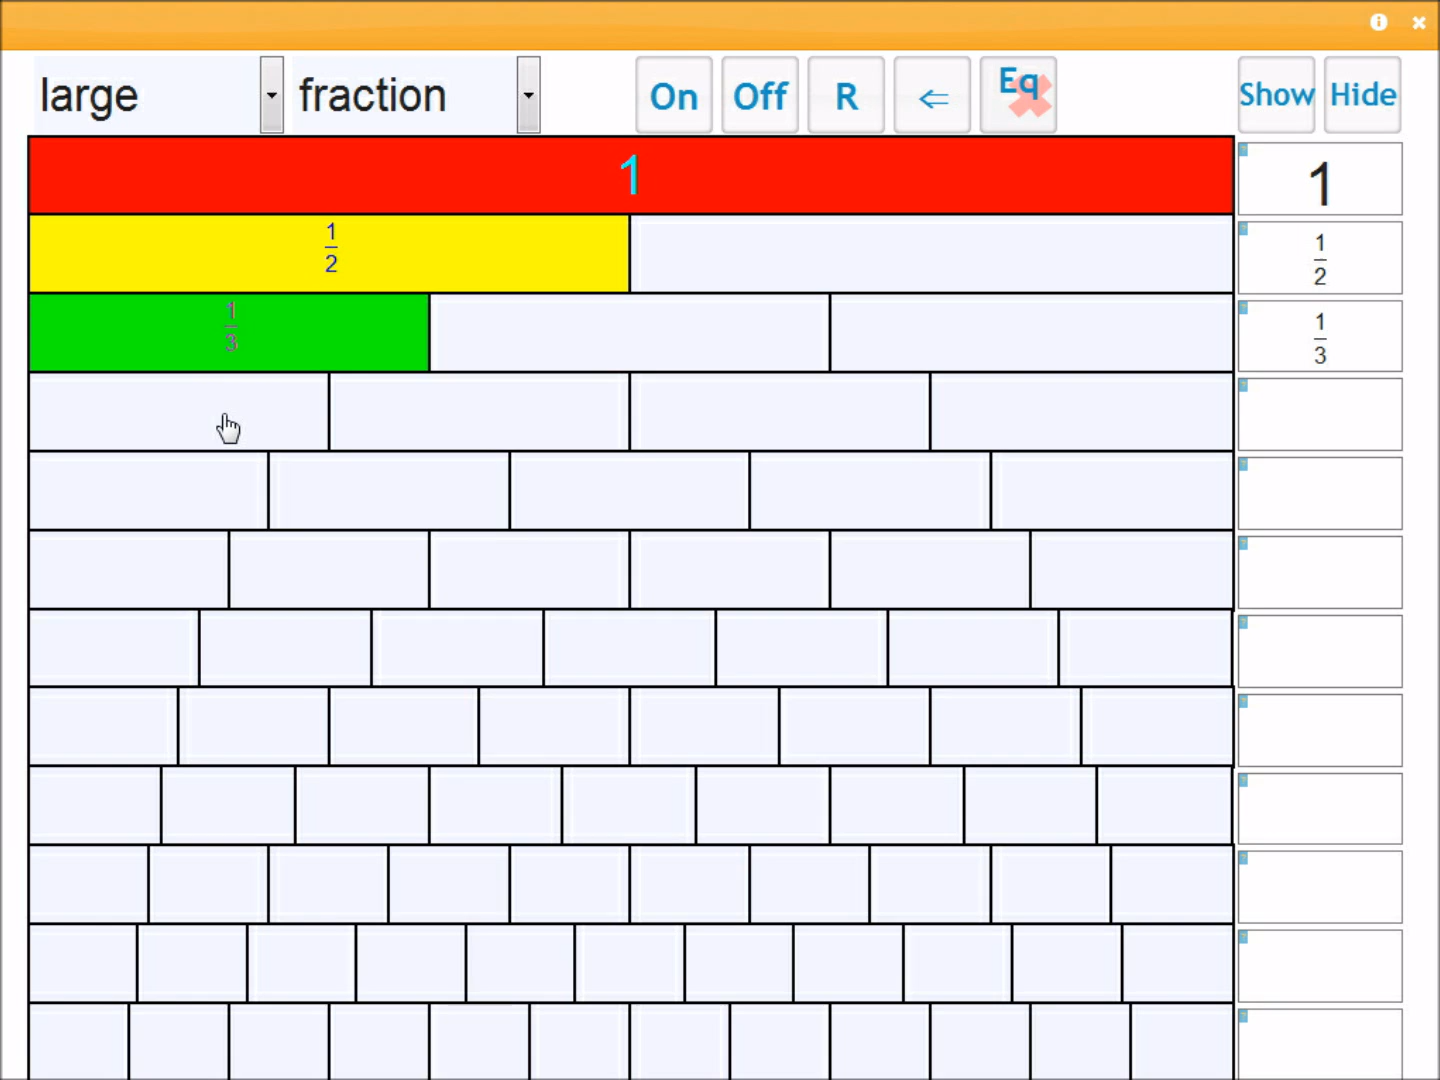 large fraction On Off R ⇐ Eq Show Hide
1 1
1/2 1/2
1/3 1/3